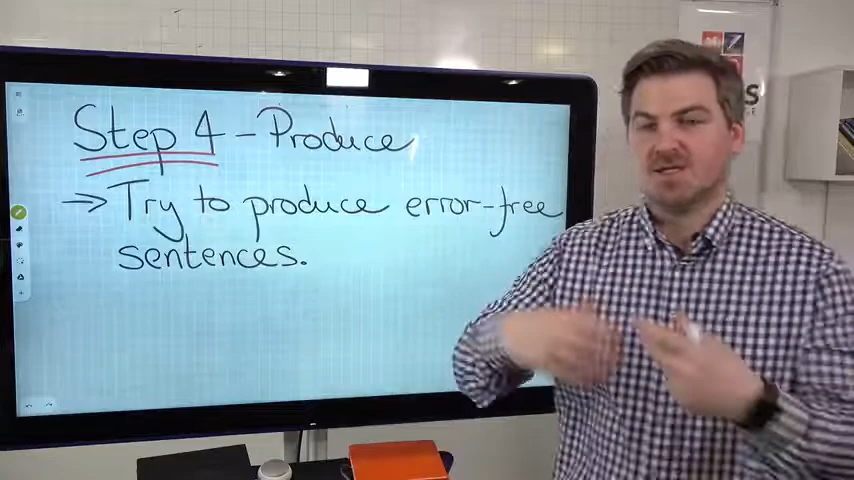 Step 4 - Produce
→ Try to produce error-free
sentences.